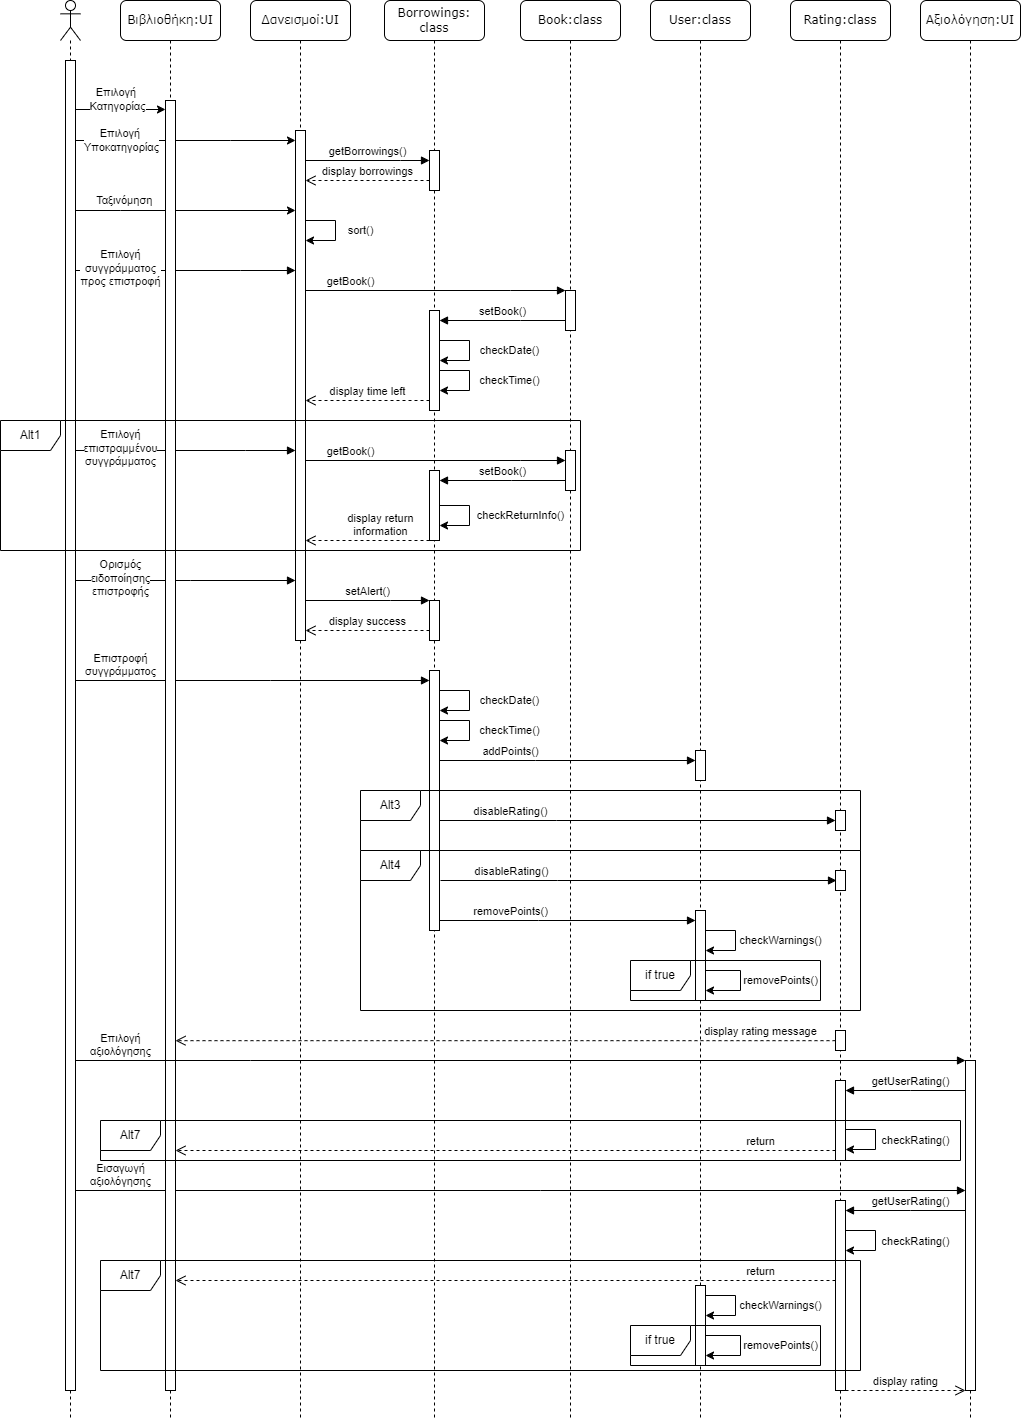 Βιβλιοθήκη:UI
Δανεισμοί:UI
Borrowings:
class
Book:class
User:class
Rating:class
Αξιολόγηση:UI
Επιλογή
Κατηγορίας
Επιλογή
Υποκατηγορίας
getBorrowings()
display borrowings
Ταξινόμηση
sort()
Επιλογή
συγγράμματος
προς επιστροφή
getBook()
setBook()
checkDate()
checkTime()
display time left
Alt1
Επιλογή
επιστραμμένου
συγγράμματος
getBook()
setBook()
checkReturnInfo()
display return
information
Ορισμός
ειδοποίησης
επιστροφής
setAlert()
display success
Επιστροφή
συγγράμματος
checkDate()
checkTime()
addPoints()
Alt3
disableRating()
Alt4
disableRating()
removePoints()
checkWarnings()
if true
removePoints()
display rating message
Επιλογή
αξιολόγησης
getUserRating()
Alt7
return
checkRating()
Εισαγωγή
αξιολόγησης
getUserRating()
checkRating()
Alt7
return
checkWarnings()
if true
removePoints()
display rating